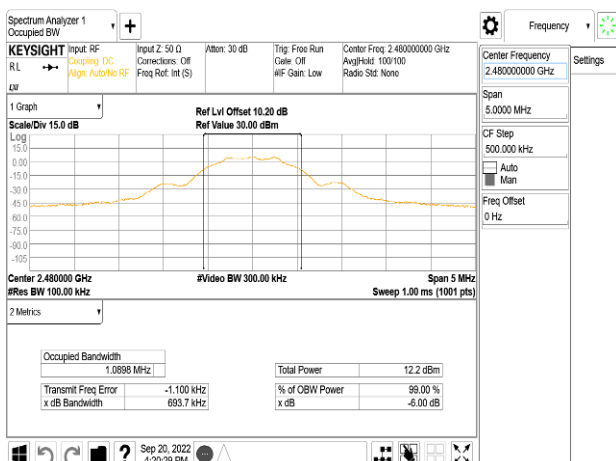 Spectrum Analyzer 1
Occupied BW
Frequency
KEYSIGHT
RL
Input: RF
Coupling: DC
Align: Auto/No RF
Input Z: 50 Ω
Corrections: Off
Freq Ref: Int (S)
Atten: 30 dB
Trig: Free Run
Gate: Off
#IF Gain: Low
Center Freq: 2.480000000 GHz
Avg|Hold: 100/100
Radio Std: None
Center Frequency
2.480000000 GHz
Settings
Span
5.0000 MHz
CF Step
500.000 kHz
Auto
Man
Freq Offset
0 Hz
1 Graph
Scale/Div 15.0 dB
Ref Lvl Offset 10.20 dB
Ref Value 30.00 dBm
Log
15.0
0.00
-15.0
-30.0
-45.0
-60.0
-75.0
-90.0
-105
Center 2.480000 GHz
#Res BW 100.00 kHz
#Video BW 300.00 kHz
Span 5 MHz
Sweep 1.00 ms (1001 pts)
2 Metrics
Occupied Bandwidth
1.0898 MHz
Total Power 12.2 dBm
Transmit Freq Error -1.100 kHz
% of OBW Power 99.00 %
x dB Bandwidth 693.7 kHz
x dB -6.00 dB
?
Sep 20, 2022
4:20:29 PM